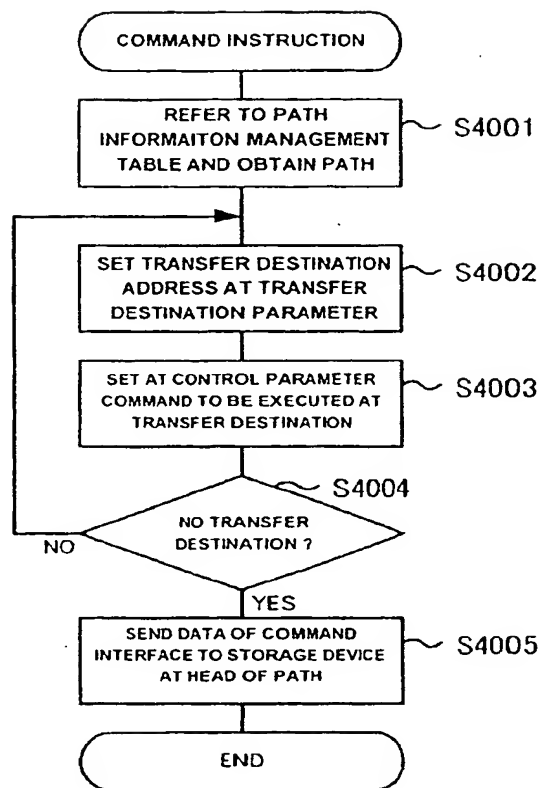 COMMAND INSTRUCTION
REFER TO PATH
INFORMAITON MANAGEMENT
TABLE AND OBTAIN PATH
S4001
SET TRANSFER DESTINATION
ADDRESS AT TRANSFER
DESTINATION PARAMETER
S4002
SET AT CONTROL PARAMETER
COMMAND TO BE EXECUTED AT
TRANSFER DESTINATION
S4003
S4004
NO TRANSFER
DESTINATION ?
NO
YES
SEND DATA OF COMMAND
INTERFACE TO STORAGE DEVICE
AT HEAD OF PATH
S4005
END